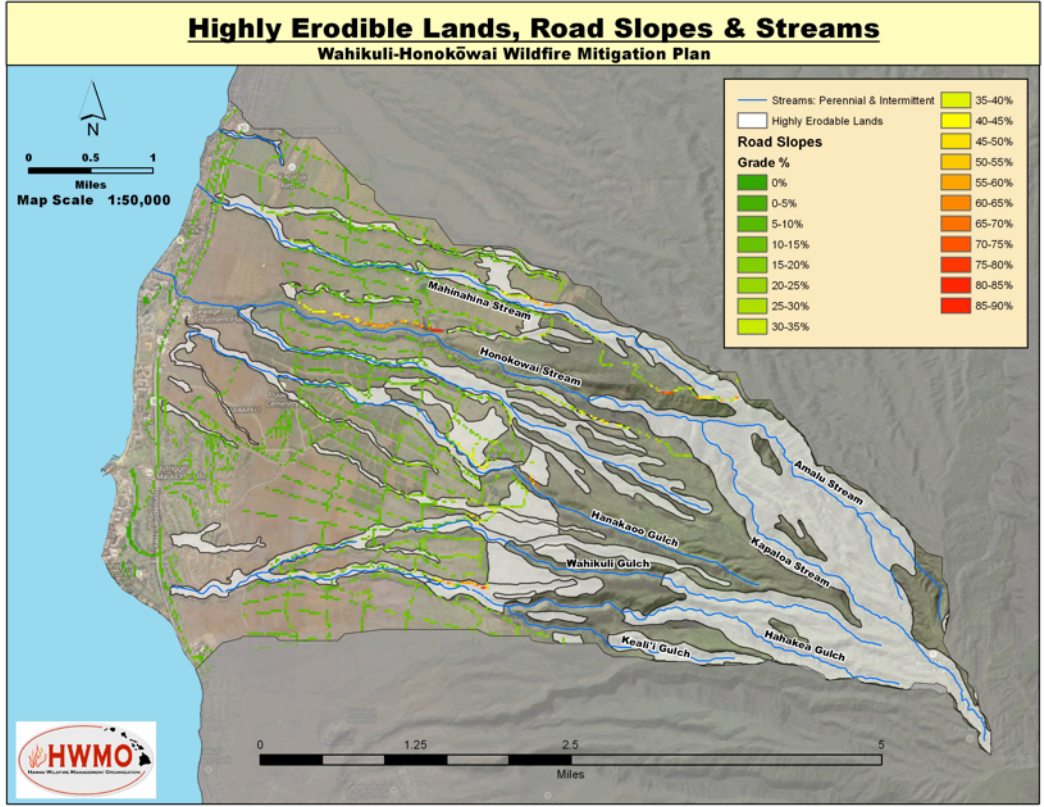 Highly Erodible Lands, Road Slopes & Streams
Wahikuli-Honokōwai Wildfire Mitigation Plan
N
0 0.5 1
Miles
Map Scale 1:50,000
Streams: Perennial & Intermittent
Highly Erodable Lands
Road Slopes
Grade %
0%
0-5%
5-10%
10-15%
15-20%
20-25%
25-30%
30-35%
35-40%
40-45%
45-50%
50-55%
55-60%
60-65%
65-70%
70-75%
75-80%
80-85%
85-90%
Mahinahina Stream
Honokowai Stream
Amalu Stream
Kapaloa Stream
Hanakaoo Gulch
Wahikuli Gulch
Hahakea Gulch
Keali'i Gulch
HWMO
Hawaii Wildfire Management Organization
0 1.25 2.5 5
Miles